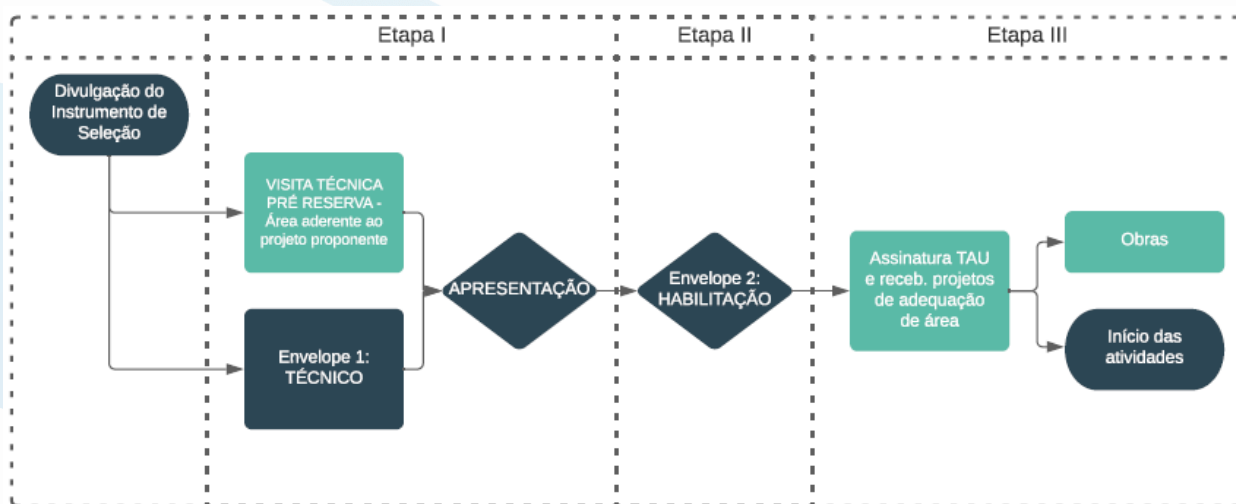 Etapa I
Etapa II
Etapa III
Divulgação do
Instrumento de
Seleção
VISITA TÉCNICA
PRÉ RESERVA -
Área aderente ao
projeto proponente
Envelope 1:
TÉCNICO
APRESENTAÇÃO
Envelope 2:
HABILITAÇÃO
Assinatura TAU
e receb. projetos
de adequação
de área
Obras
Início das
atividades